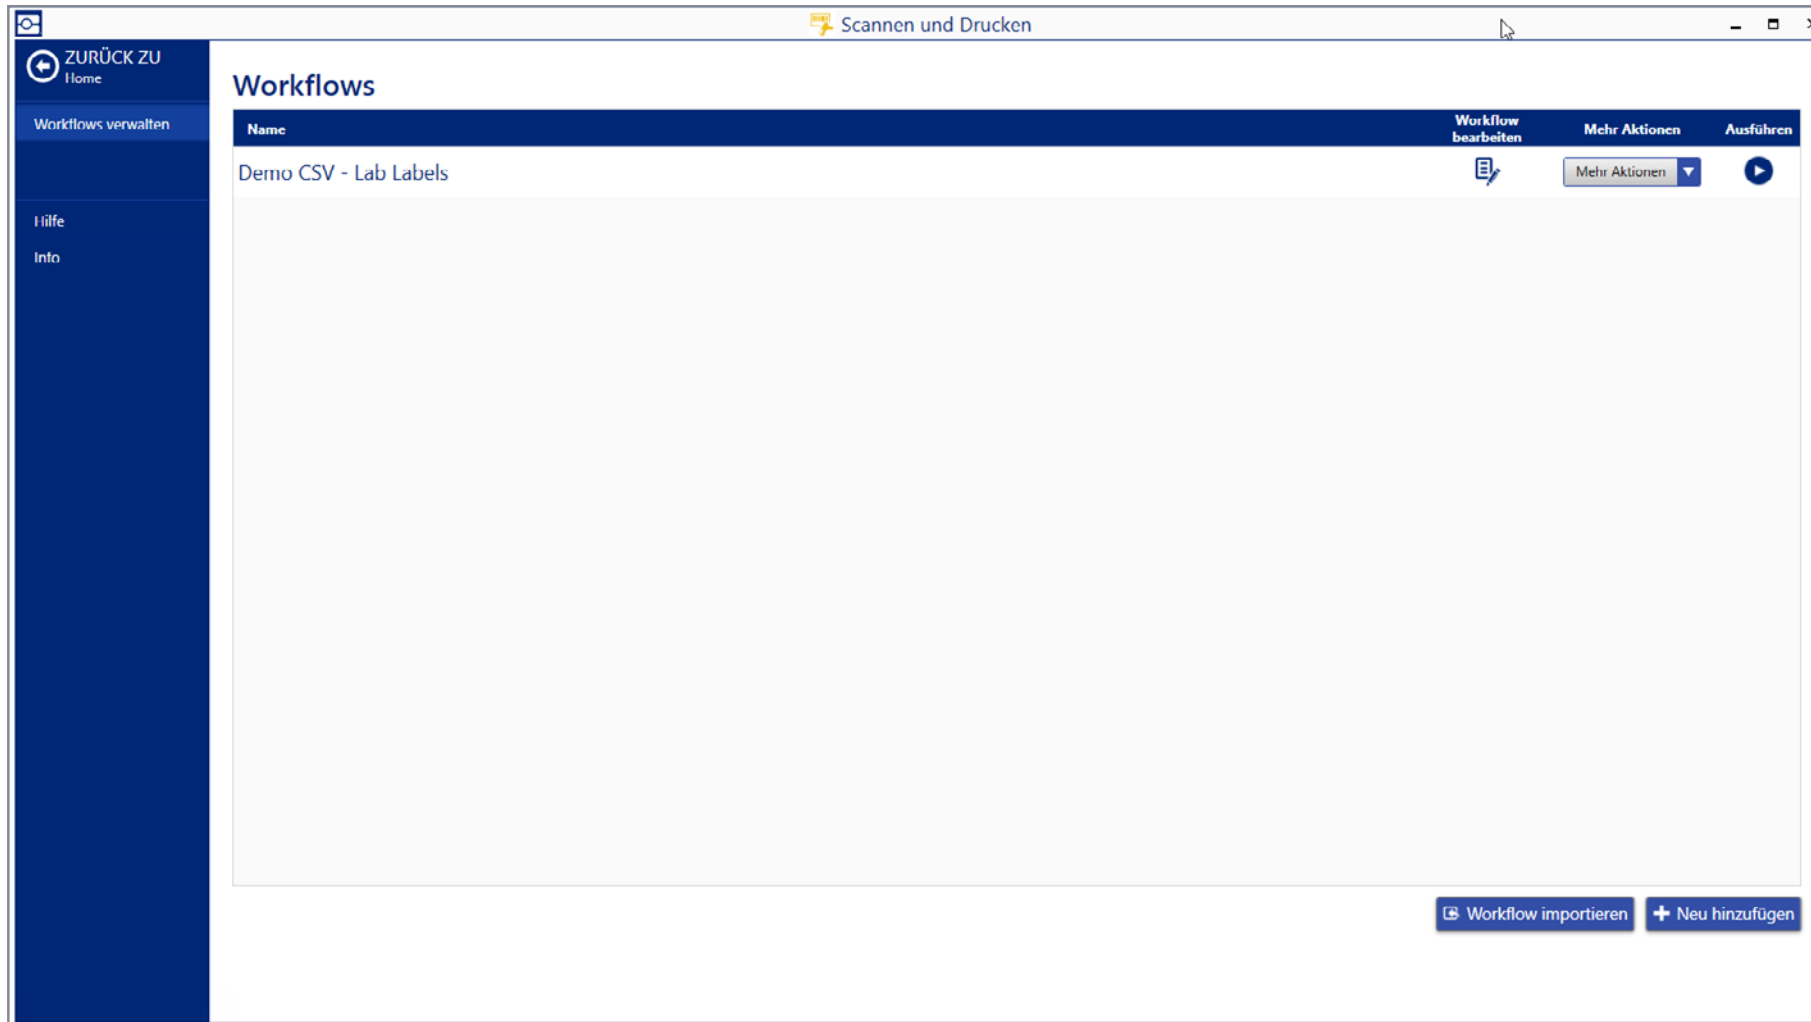 Scannen und Drucken
ZURÜCK ZU
Home
Workflows verwalten
Hilfe
Info
Workflows
Name
Workflow
bearbeiten
Mehr Aktionen
Ausführen
Demo CSV - Lab Labels
Mehr Aktionen
Workflow importieren
Neu hinzufügen